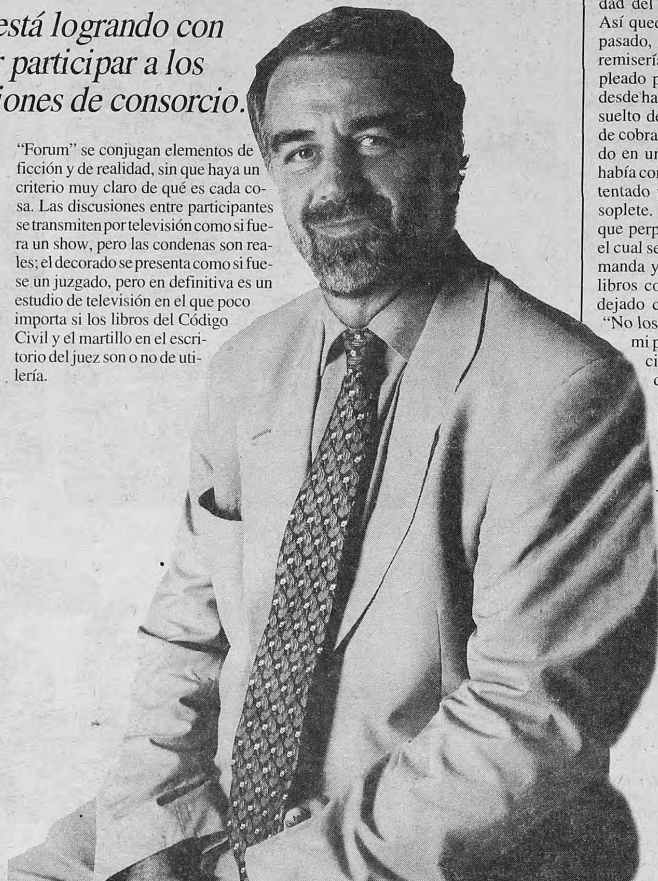 está logrando con
participar a los
iones de consorcio.
"Forum" se conjugan elementos de
ficción y de realidad, sin que haya un
criterio muy claro de qué es cada co-
sa. Las discusiones entre participantes
se transmiten por televisión como si fue-
ra un show, pero las condenas son rea-
les; el decorado se presenta como si fue-
se un juzgado, pero en definitiva es un
estudio de televisión en el que poco
importa si los libros del Código
Civil y el martillo en el escri-
torio del juez son o no de uti-
lería.
dad del
Así qued
pasado,
remisería
pleado p
desde ha
suelto de
de cobra
do en un
había con
tentado
soplete.
que perp
el cual se
manda y
libros co
dejado c
"No los
mi p
ci